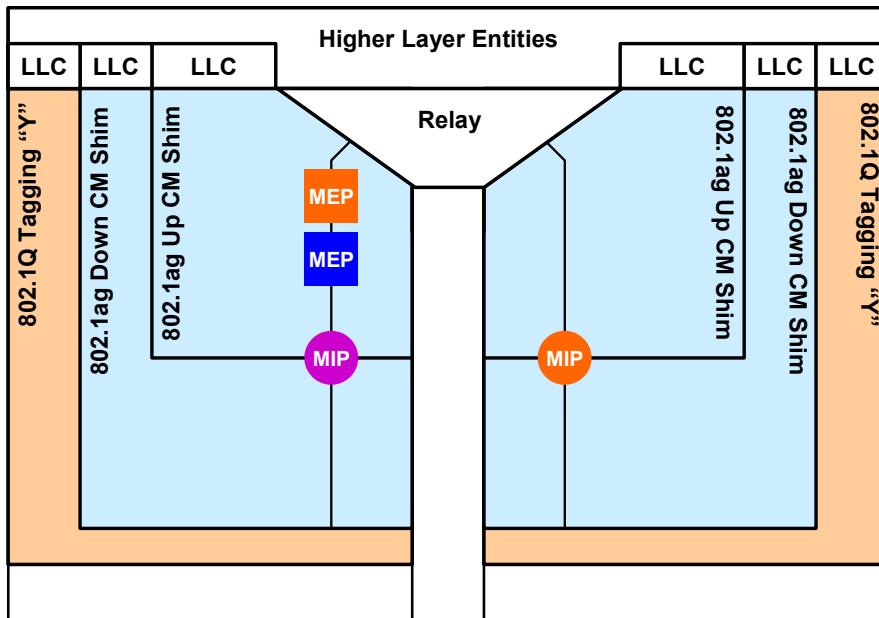 Higher Layer Entities
LLC
LLC
LLC
LLC
LLC
LLC
Relay
802.1Q Tagging “Y”
802.1ag Down CM Shim
802.1ag Up CM Shim
MEP
MEP
MIP
MIP
802.1ag Up CM Shim
802.1ag Down CM Shim
802.1Q Tagging “Y”